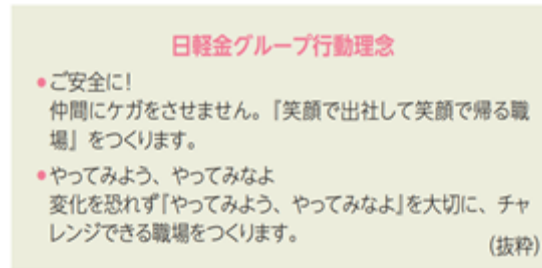 日軽金グループ行動理念
●ご安全に!
仲間にケガをさせません。『笑顔で出社して笑顔で帰る職
場』をつくります。
●やってみよう、やってみなよ
変化を恐れず『やってみよう、やってみなよ』を大切に、チャ
レンジできる職場をつくります。
(抜粋)